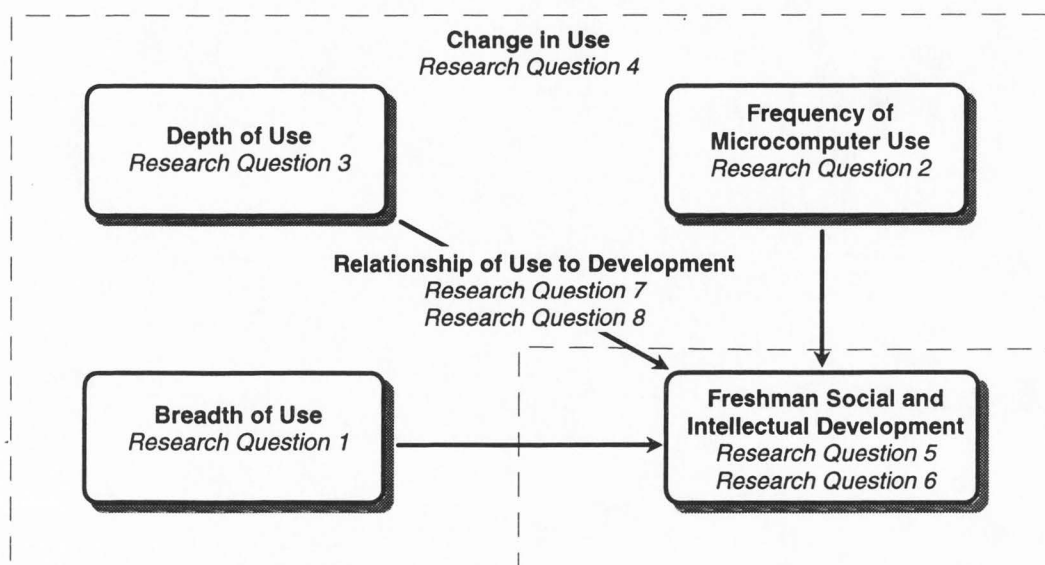 Change in Use
Research Question 4
Depth of Use
Research Question 3
Frequency of
Microcomputer Use
Research Question 2
Relationship of Use to Development
Research Question 7
Research Question 8
Breadth of Use
Research Question 1
Freshman Social and
Intellectual Development
Research Question 5
Research Question 6